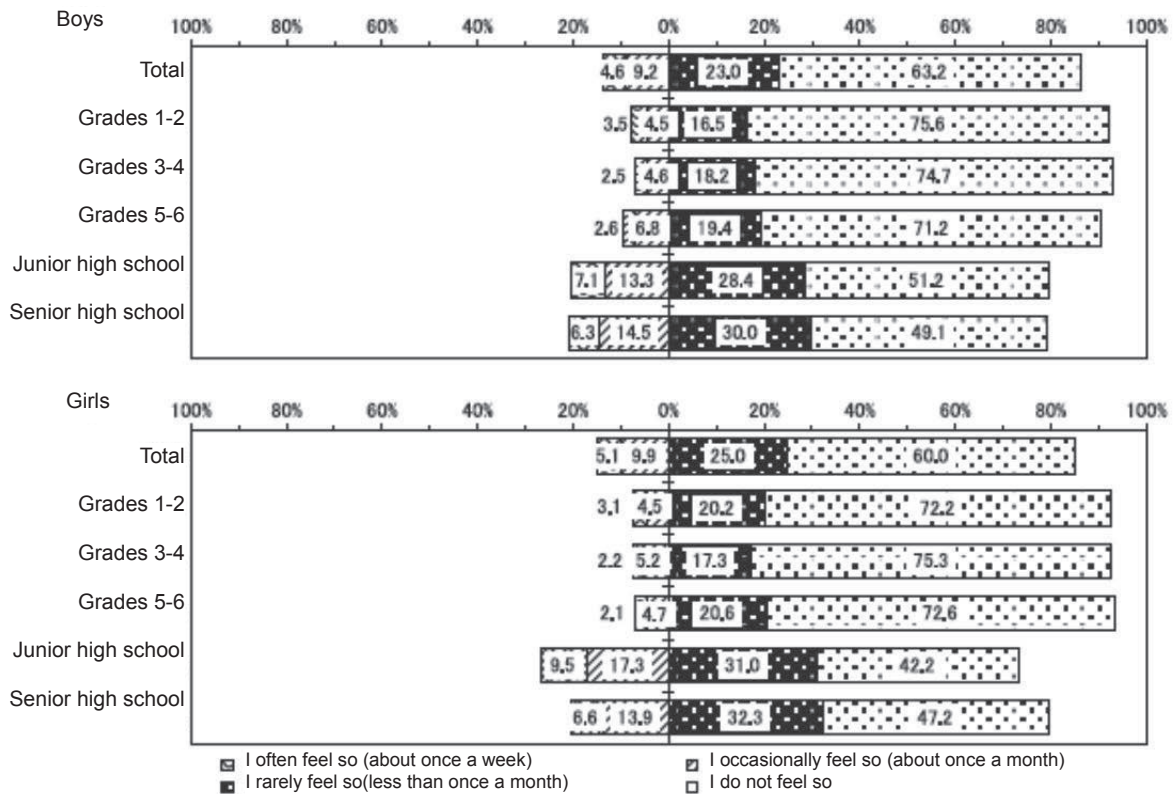 Boys
100% 80% 60% 40% 20% 0% 20% 40% 60% 80% 100%
Total 4.6 9.2 23.0 63.2
Grades 1-2 3.5 4.5 16.5 75.6
Grades 3-4 2.5 4.6 18.2 74.7
Grades 5-6 2.6 6.8 19.4 71.2
Junior high school 7.1 13.3 28.4 51.2
Senior high school 6.3 14.5 30.0 49.1
Girls
100% 80% 60% 40% 20% 0% 20% 40% 60% 80% 100%
Total 5.1 9.9 25.0 60.0
Grades 1-2 3.1 4.5 20.2 72.2
Grades 3-4 2.2 5.2 17.3 75.3
Grades 5-6 2.1 4.7 20.6 72.6
Junior high school 9.5 17.3 31.0 42.2
Senior high school 6.6 13.9 32.3 47.2
I often feel so (about once a week) I occasionally feel so (about once a month)
I rarely feel so(less than once a month) I do not feel so